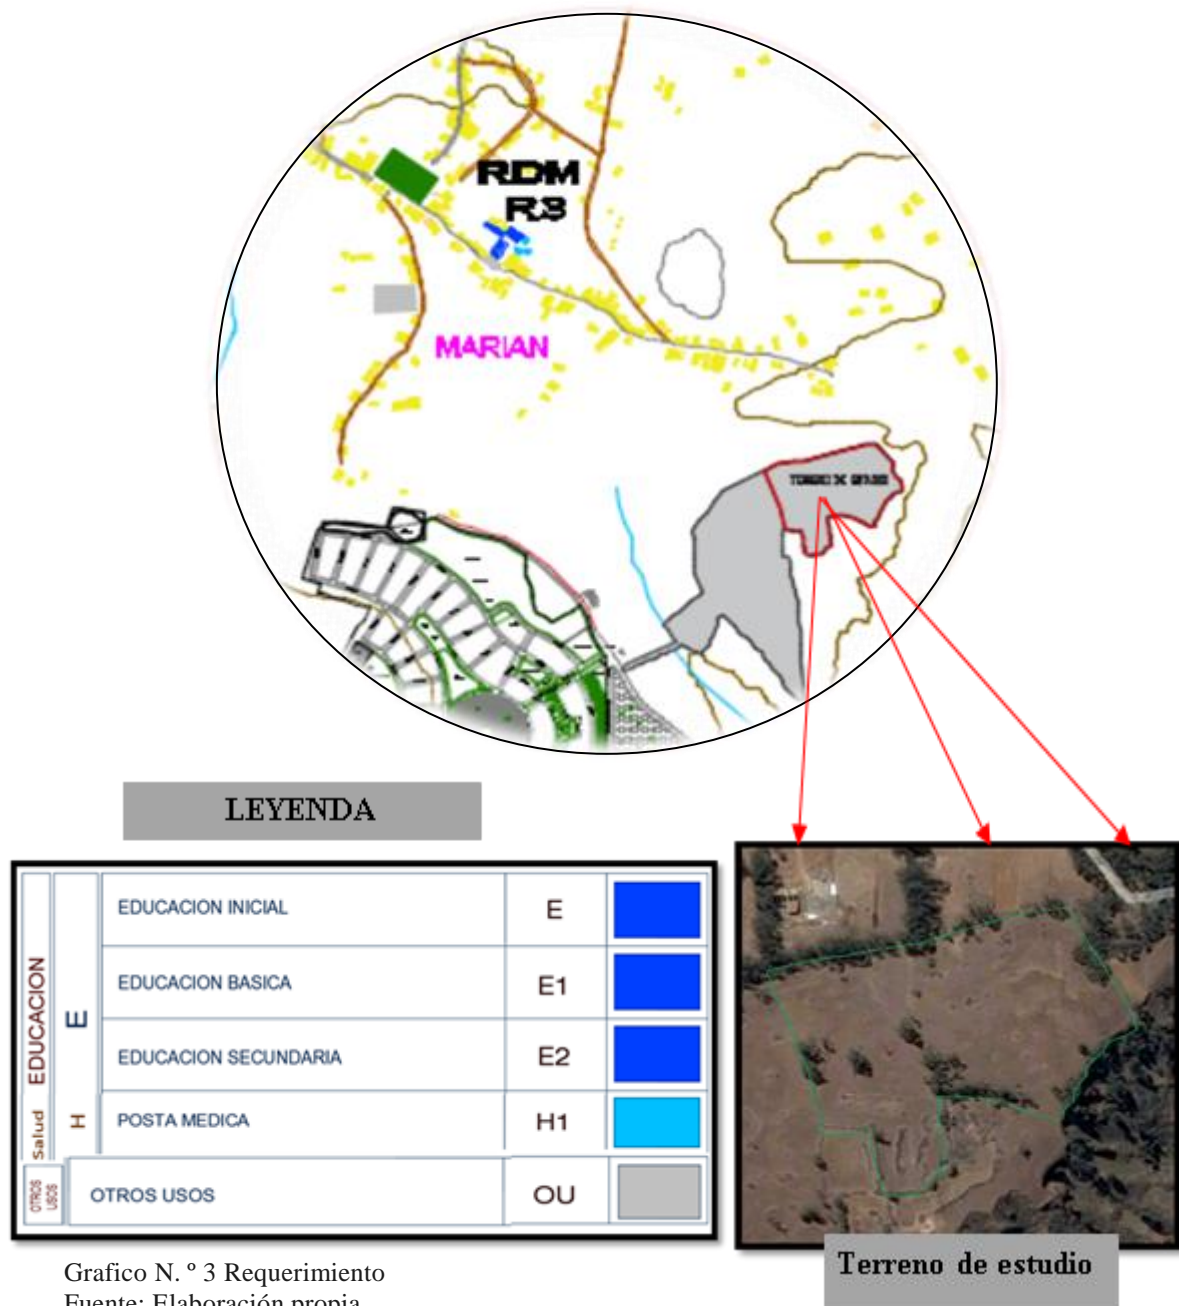 RDM
R3
MARIAN
LEYENDA
EDUCACION
Salud
OTROS
USOS
E
H
EDUCACION INICIAL E
EDUCACION BASICA E1
EDUCACION SECUNDARIA E2
POSTA MEDICA H1
OTROS USOS OU
Terreno de estudio
Grafico N. º 3 Requerimiento
Fuente: Elaboración propia